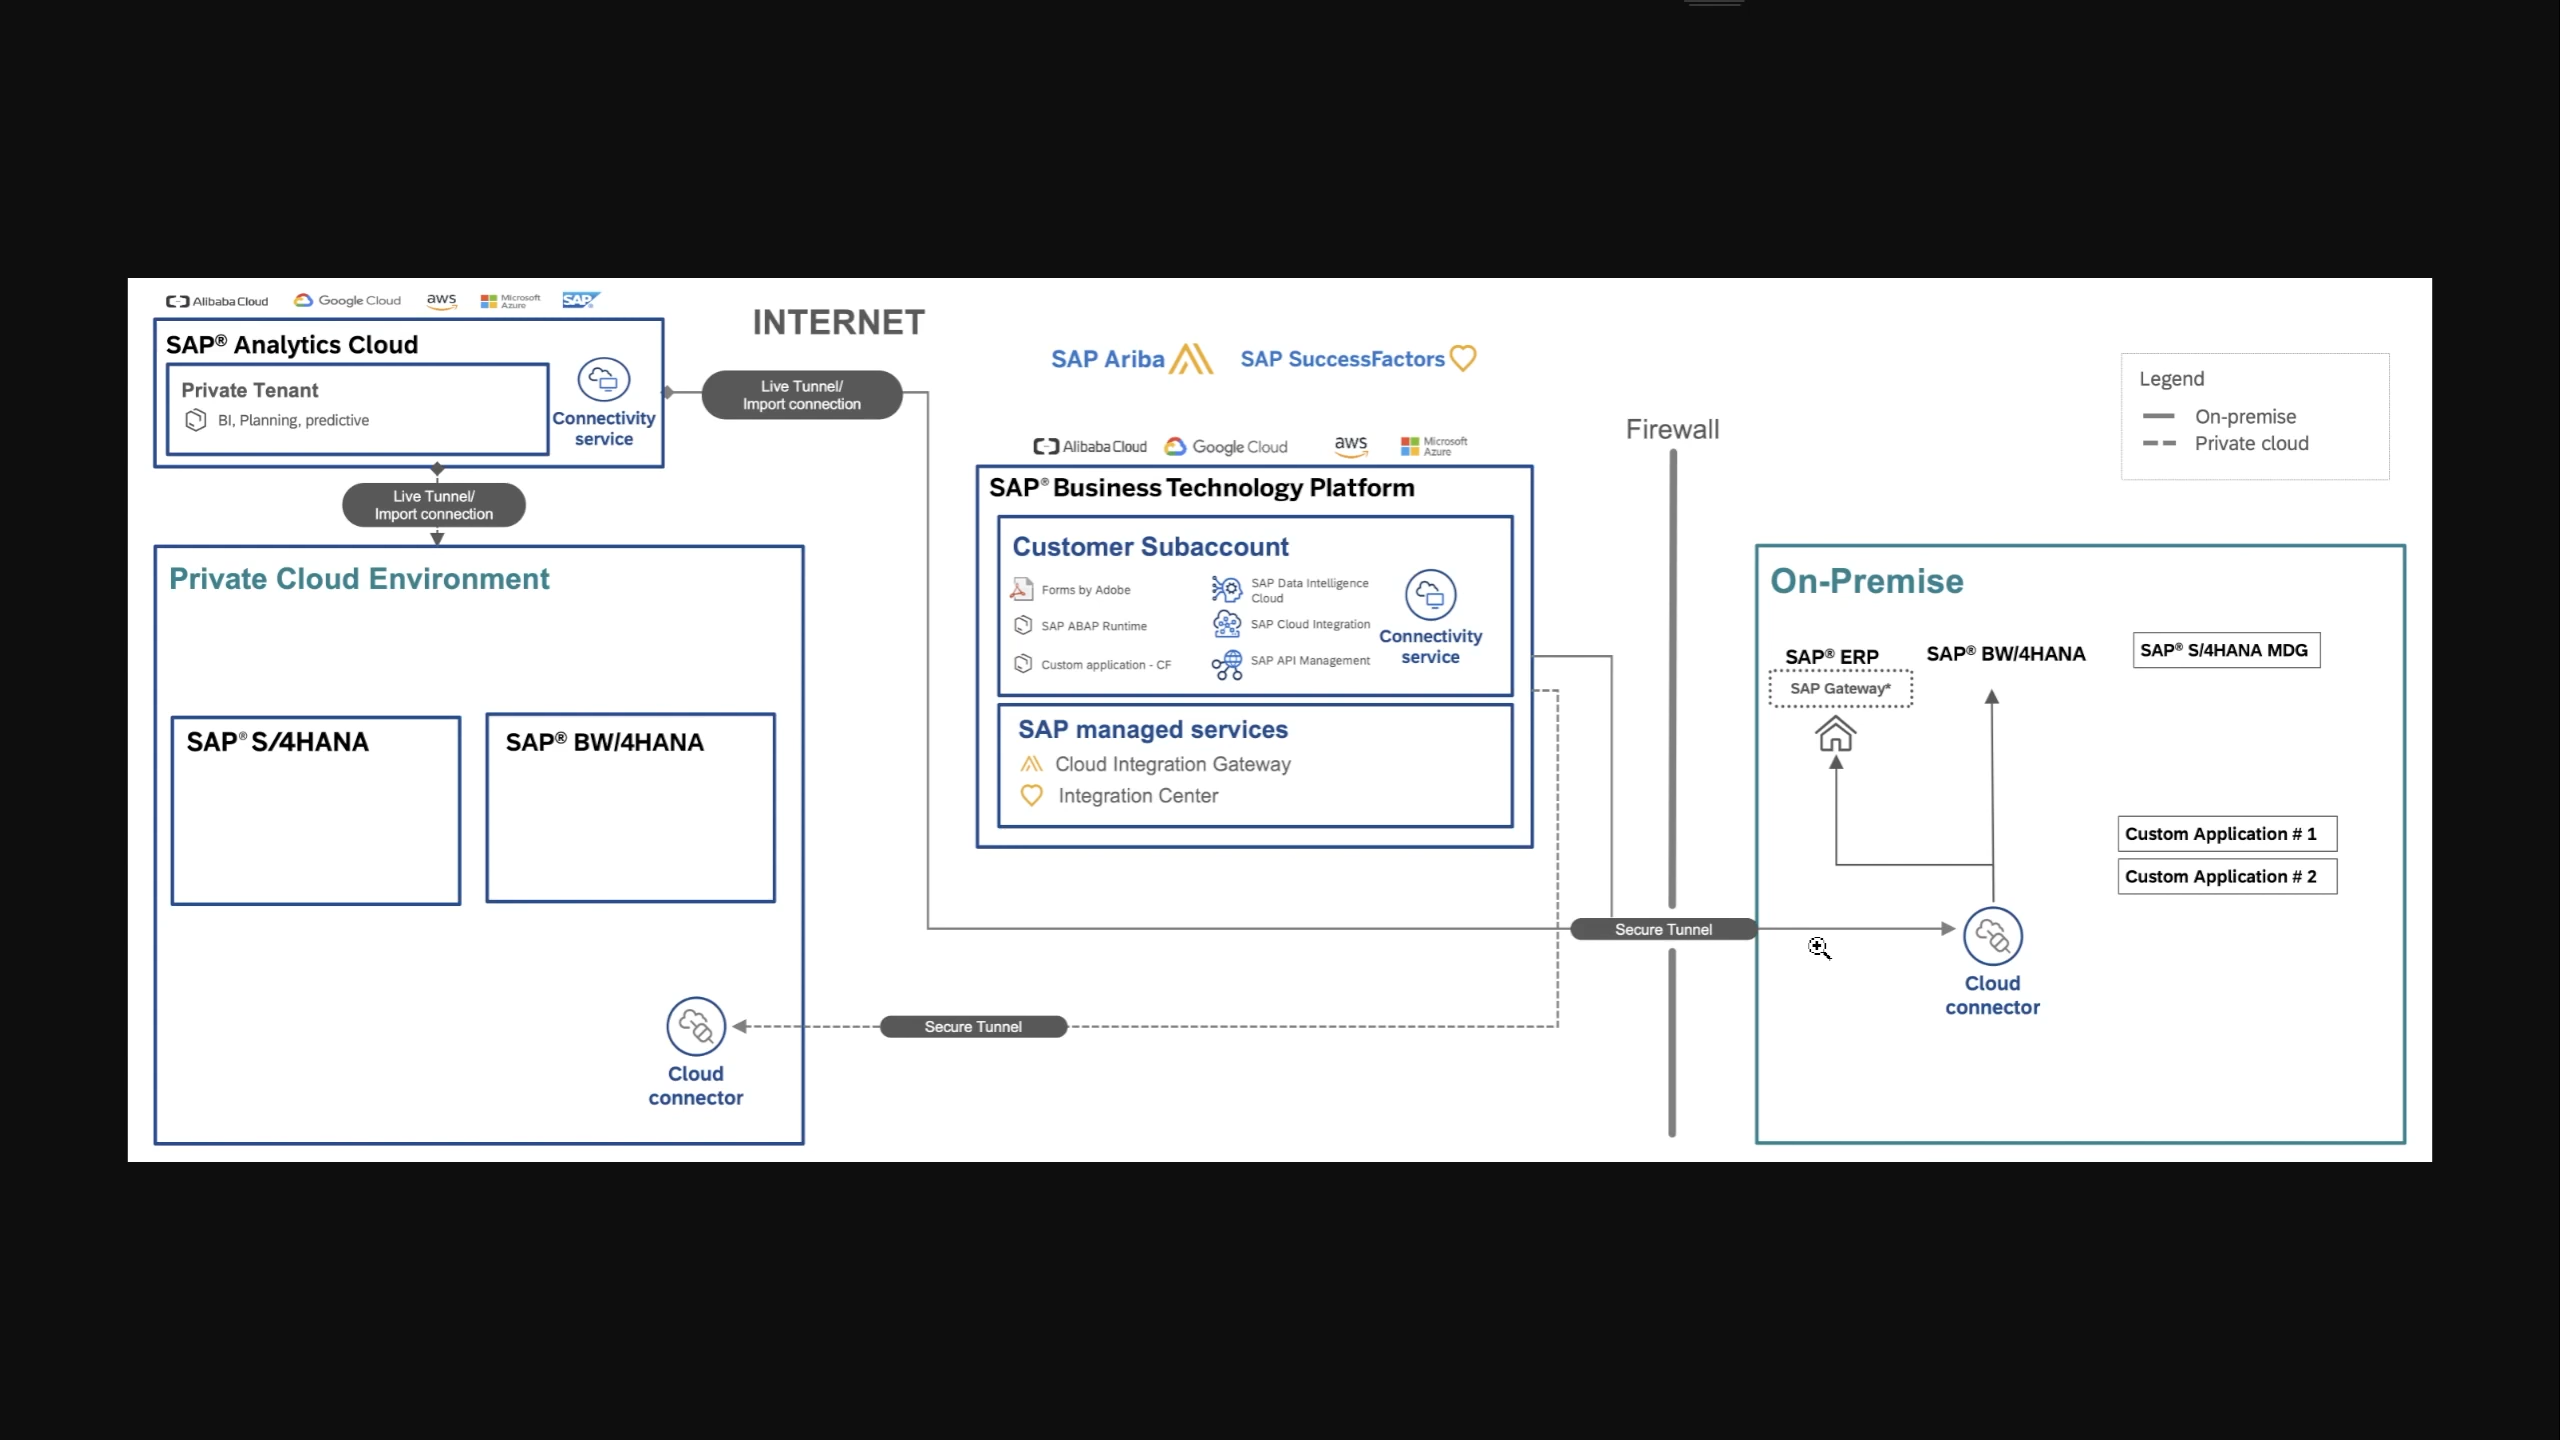 Alibaba Cloud
Google Cloud
aws
Microsoft
Azure
SAP®
INTERNET
SAP® Analytics Cloud
Private Tenant
BI, Planning, predictive
Connectivity
service
Live Tunnel/
Import connection
Live Tunnel/
Import connection
SAP Ariba
SAP SuccessFactors
Legend
On-premise
Private cloud
Firewall
Alibaba Cloud
Google Cloud
aws
Microsoft
Azure
SAP® Business Technology Platform
Customer Subaccount
Forms by Adobe
SAP ABAP Runtime
Custom application - CF
SAP Data Intelligence
Cloud
SAP Cloud Integration
SAP API Management
Connectivity
service
SAP managed services
Cloud Integration Gateway
Integration Center
Private Cloud Environment
SAP® S/4HANA
SAP® BW/4HANA
Cloud
connector
Secure Tunnel
Secure Tunnel
On-Premise
SAP® ERP
SAP Gateway*
SAP® BW/4HANA
SAP® S/4HANA MDG
Custom Application # 1
Custom Application # 2
Cloud
connector